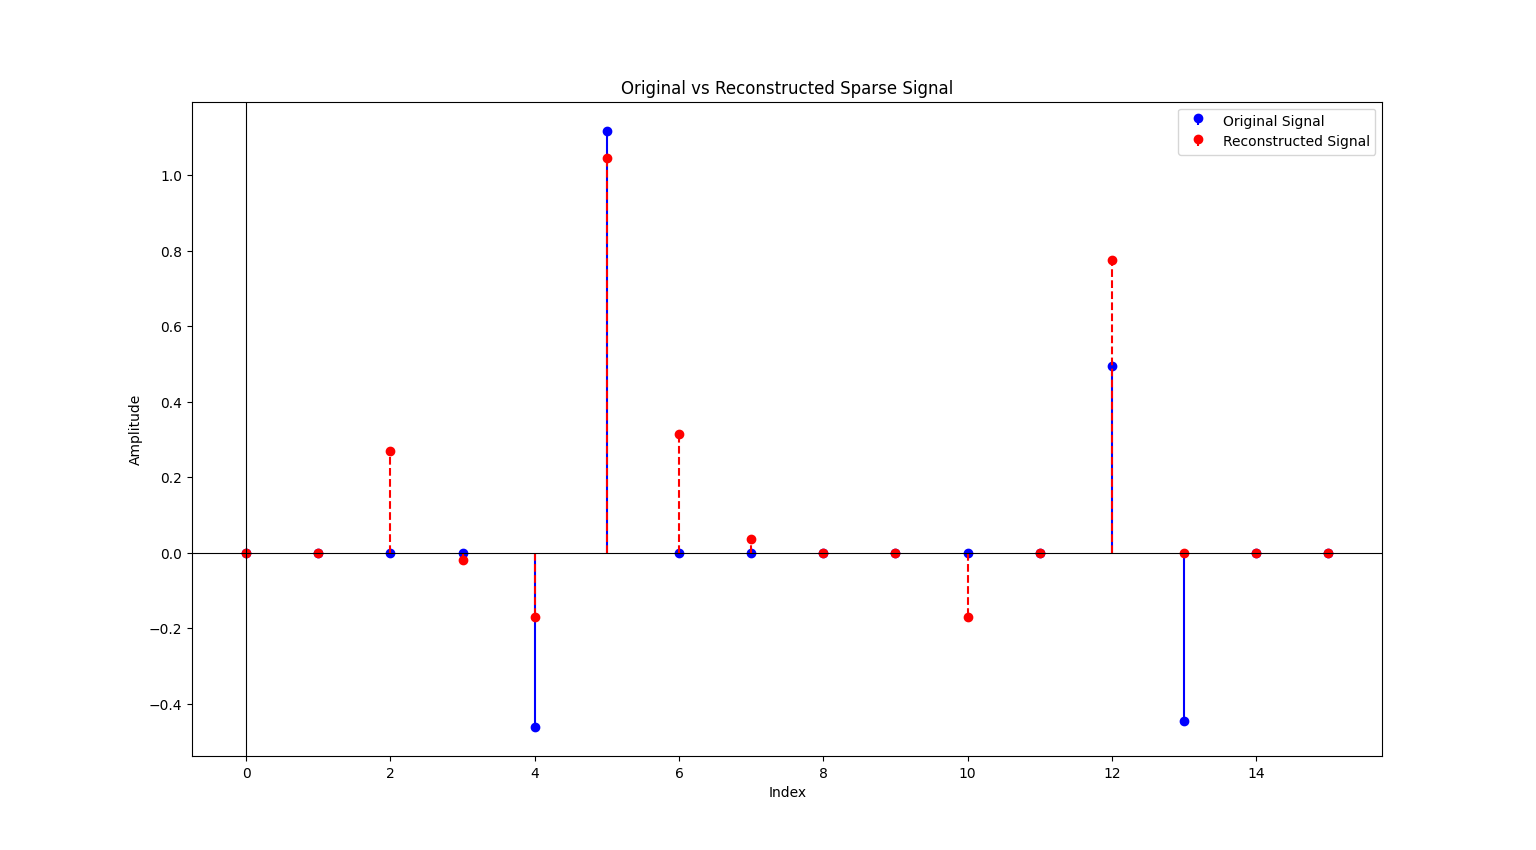 Original vs Reconstructed Sparse Signal
Original Signal
Reconstructed Signal
1.0
0.8
0.6
0.4
0.2
0.0
−0.2
−0.4
Amplitude
0 2 4 6 8 10 12 14
Index